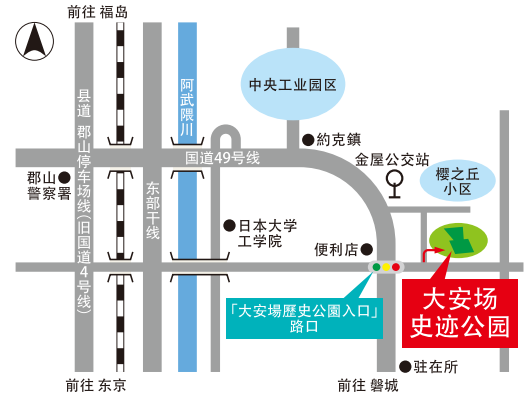 前往 福岛
县道 郡山停车场线(旧国道4号线)
东部干线
阿武隈川
中央工业园区
国道49号线
約克鎮
金屋公交站
樱之丘
小区
郡山
警察署
日本大学
工学院
便利店
「大安場歷史公園入口」
路口
大安场
史迹公园
驻在所
前往 东京
前往 磐城